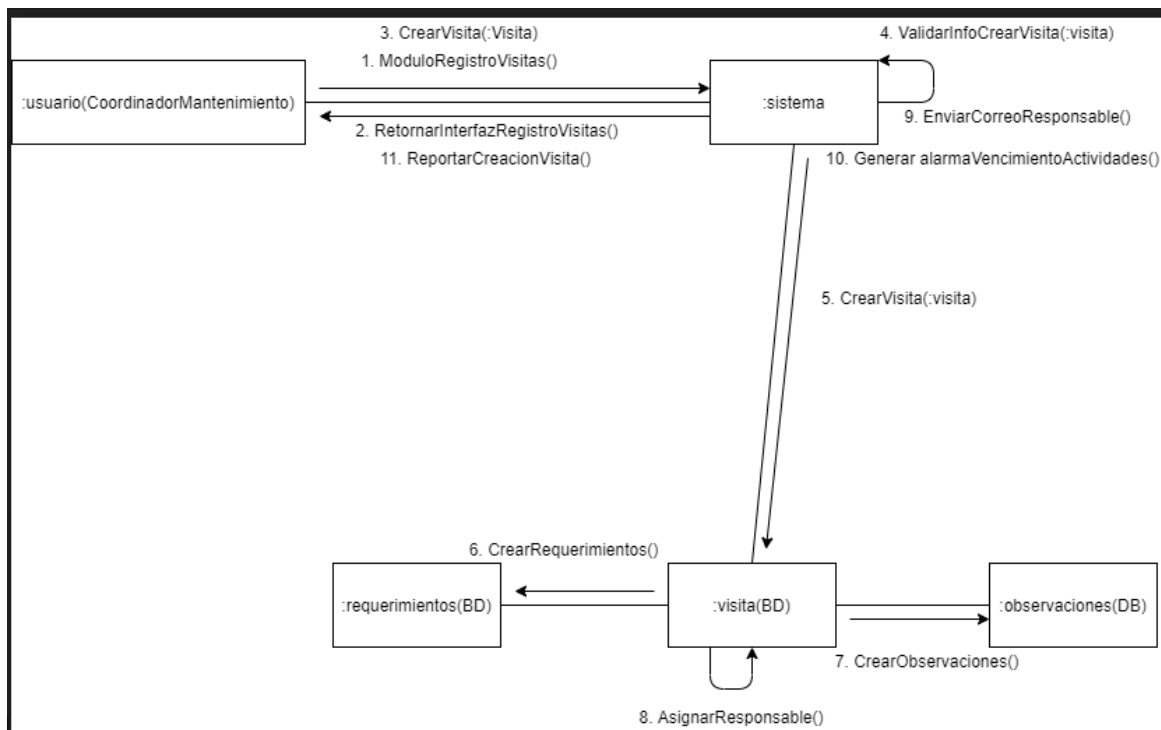 3. CrearVisita(:Visita)
4. ValidarInfoCrearVisita(:visita)
1. ModuloRegistroVisitas()
:usuario(CoordinadorMantenimiento)
:sistema
9. EnviarCorreoResponsable()
2. RetornarInterfazRegistroVisitas()
11. ReportarCreacionVisita()
10. Generar alarmaVencimientoActividades()
5. CrearVisita(:visita)
6. CrearRequerimientos()
:requerimientos(BD)
:visita(BD)
:observaciones(DB)
7. CrearObservaciones()
8. AsignarResponsable()